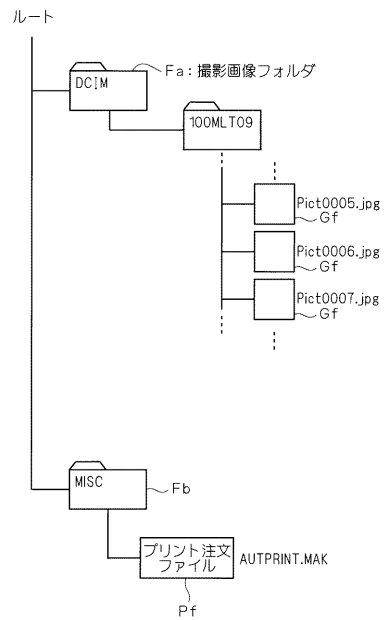 ルート
Fa:撮影画像フォルダ
DCIM
100MLT09
Pict0005.jpg
Gf
Pict0006.jpg
Gf
Pict0007.jpg
Gf
MISC
Fb
プリント注文
ファイル
AUTPRINT.MAK
Pf